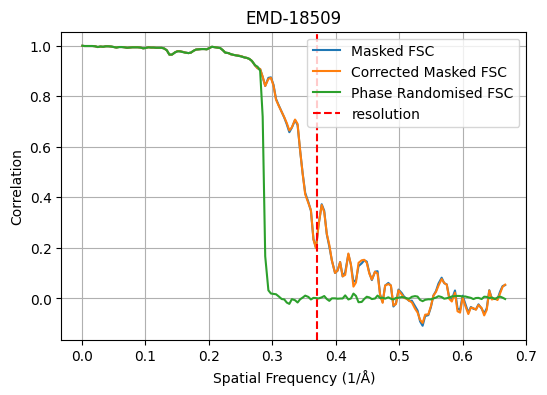 EMD-18509
Masked FSC
Corrected Masked FSC
Phase Randomised FSC
resolution
Correlation
1.0
0.8
0.6
0.4
0.2
0.0
0.0 0.1 0.2 0.3 0.4 0.5 0.6 0.7
Spatial Frequency (1/Å)